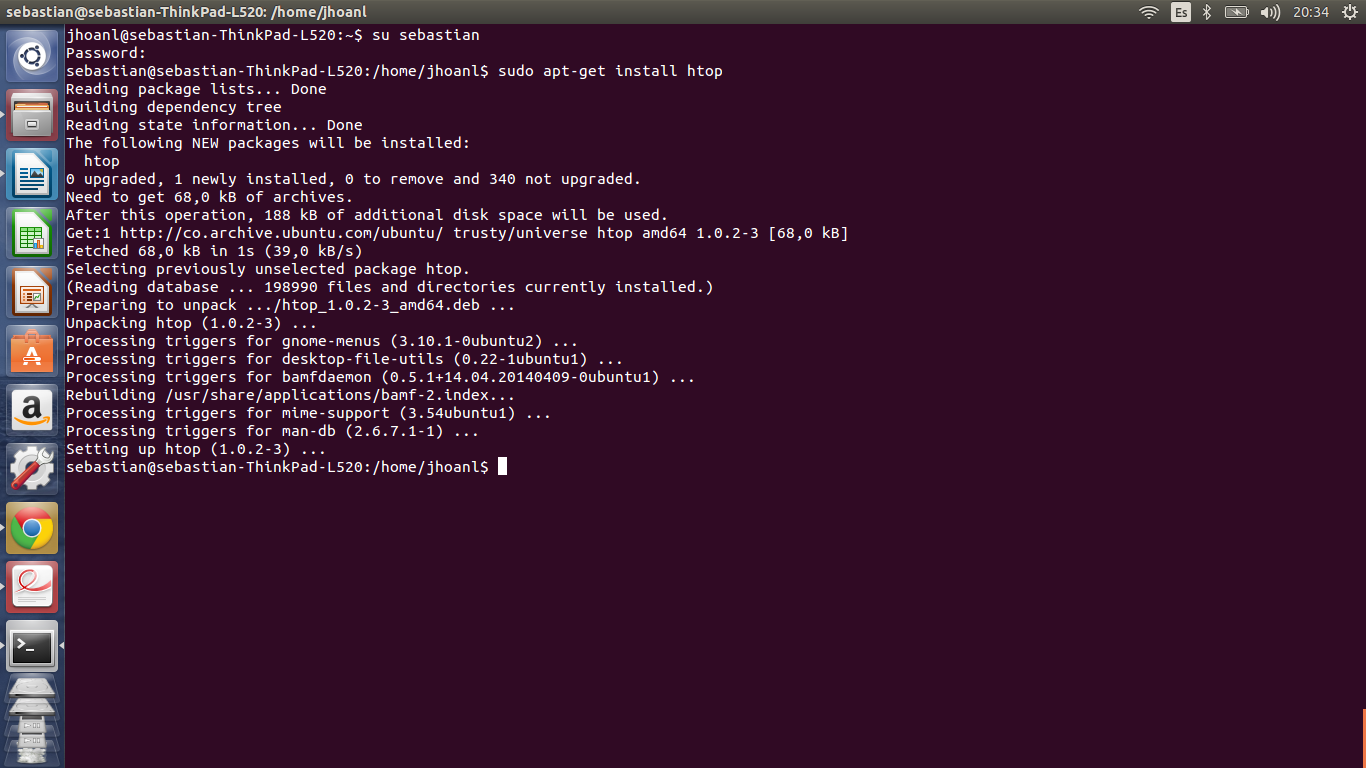 sebastian@sebastian-ThinkPad-L520: /home/jhoanl
Es
20:34
jhoanl@sebastian-ThinkPad-L520:~$ su sebastian
Password:
sebastian@sebastian-ThinkPad-L520:/home/jhoanl$ sudo apt-get install htop
Reading package lists... Done
Building dependency tree
Reading state information... Done
The following NEW packages will be installed:
  htop
0 upgraded, 1 newly installed, 0 to remove and 340 not upgraded.
Need to get 68,0 kB of archives.
After this operation, 188 kB of additional disk space will be used.
Get:1 http://co.archive.ubuntu.com/ubuntu/ trusty/universe htop amd64 1.0.2-3 [68,0 kB]
Fetched 68,0 kB in 1s (39,0 kB/s)
Selecting previously unselected package htop.
(Reading database ... 198990 files and directories currently installed.)
Preparing to unpack .../htop_1.0.2-3_amd64.deb ...
Unpacking htop (1.0.2-3) ...
Processing triggers for gnome-menus (3.10.1-0ubuntu2) ...
Processing triggers for desktop-file-utils (0.22-1ubuntu1) ...
Processing triggers for bamfdaemon (0.5.1+14.04.20140409-0ubuntu1) ...
Rebuilding /usr/share/applications/bamf-2.index...
Processing triggers for mime-support (3.54ubuntu1) ...
Processing triggers for man-db (2.6.7.1-1) ...
Setting up htop (1.0.2-3) ...
sebastian@sebastian-ThinkPad-L520:/home/jhoanl$